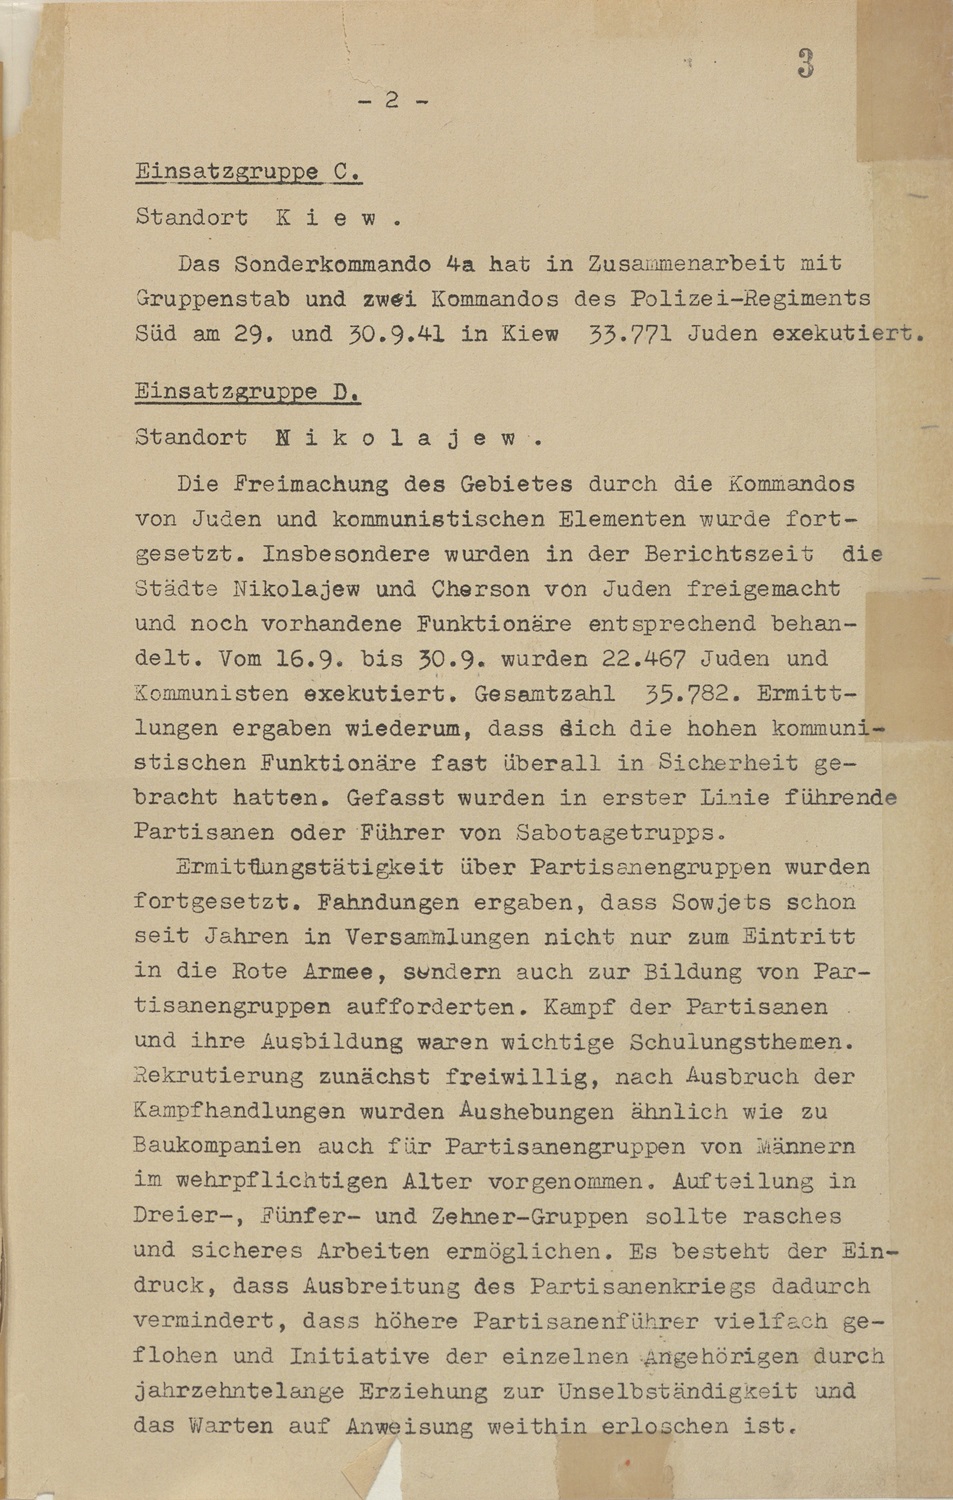 3
- 2 -
Einsatzgruppe C.
Standort K i e w .
Das Sonderkommando 4a hat in Zusammenarbeit mit
Gruppenstab und zwei Kommandos des Polizei-Regiments
Süd am 29. und 30.9.41 in Kiew 33.771 Juden exekutiert.
Einsatzgruppe D.
Standort N i k o l a j e w .
Die Freimachung des Gebietes durch die Kommandos
von Juden und kommunistischen Elementen wurde fort-
gesetzt. Insbesondere wurden in der Berichtszeit die
Städte Nikolajew und Cherson von Juden freigemacht
und noch vorhandene Funktionäre entsprechend behan-
delt. Vom 16.9. bis 30.9. wurden 22.467 Juden und
Kommunisten exekutiert. Gesamtzahl 35.782. Ermitt-
lungen ergaben wiederum, dass sich die hohen kommuni-
stischen Funktionäre fast überall in Sicherheit ge-
bracht hatten. Gefasst wurden in erster Linie führende
Partisanen oder Führer von Sabotagetrupps.
Ermittlungstätigkeit über Partisanengruppen wurden
fortgesetzt. Fahndungen ergaben, dass Sowjets schon
seit Jahren in Versammlungen nicht nur zum Eintritt
in die Rote Armee, sondern auch zur Bildung von Par-
tisanengruppen aufforderten. Kampf der Partisanen
und ihre Ausbildung waren wichtige Schulungsthemen.
Rekrutierung zunächst freiwillig, nach Ausbruch der
Kampfhandlungen wurden Aushebungen ähnlich wie zu
Baukompanien auch für Partisanengruppen von Männern
im wehrpflichtigen Alter vorgenommen. Aufteilung in
Dreier-, Fünfer- und Zehner-Gruppen sollte rasches
und sicheres Arbeiten ermöglichen. Es besteht der Ein-
druck, dass Ausbreitung des Partisanenkriegs dadurch
vermindert, dass höhere Partisanenführer vielfach ge-
flohen und Initiative der einzelnen Angehörigen durch
jahrzehntelange Erziehung zur Unselbständigkeit und
das Warten auf Anweisung weithin erloschen ist.